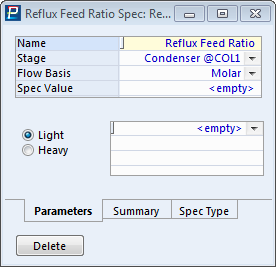 Reflux Feed Ratio Spec: Re...
Name Reflux Feed Ratio
Stage Condenser @COL1
Flow Basis Molar
Spec Value <empty>
Light <empty>
Heavy
Parameters Summary Spec Type
Delete